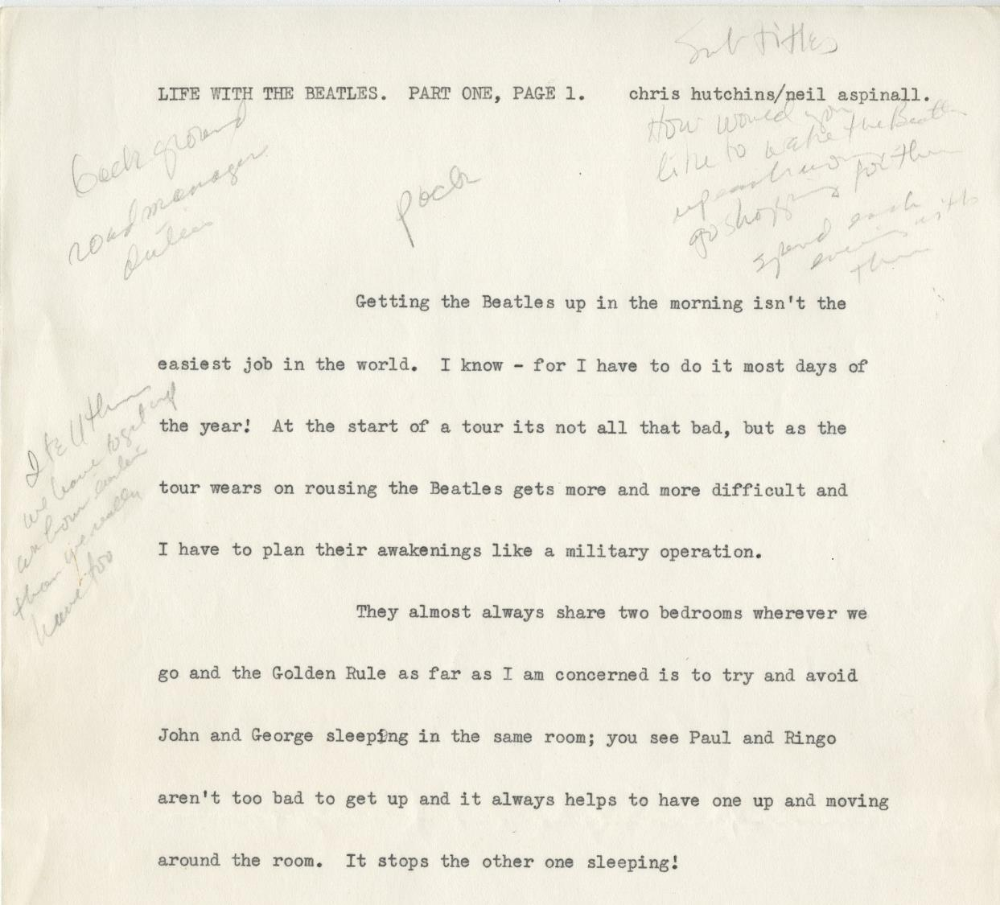 Sub titles
LIFE WITH THE BEATLES.  PART ONE, PAGE 1.    chris hutchins/neil aspinall.
background
road manager
duties
How would you
like to wake the Beatles
up each morning
go shopping for them
spend each
evening with
them
Getting the Beatles up in the morning isn't the
easiest job in the world.  I know - for I have to do it most days of
the year!  At the start of a tour its not all that bad, but as the
tour wears on rousing the Beatles gets more and more difficult and
I have to plan their awakenings like a military operation.
I tell them
we have to get up
an hour earlier
than we really
have too
They almost always share two bedrooms wherever we
go and the Golden Rule as far as I am concerned is to try and avoid
John and George sleeping in the same room; you see Paul and Ringo
aren't too bad to get up and it always helps to have one up and moving
around the room.  It stops the other one sleeping!